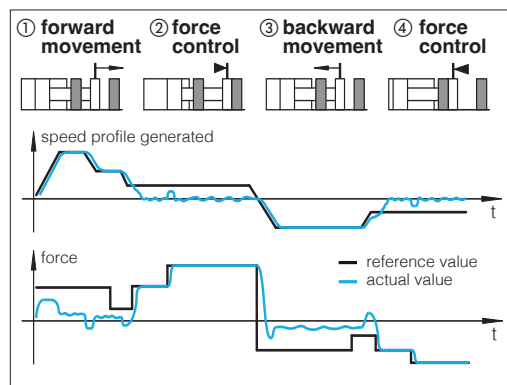 ① forward movement
② force control
③ backward movement
④ force control
speed profile generated
t
force
reference value
actual value
t